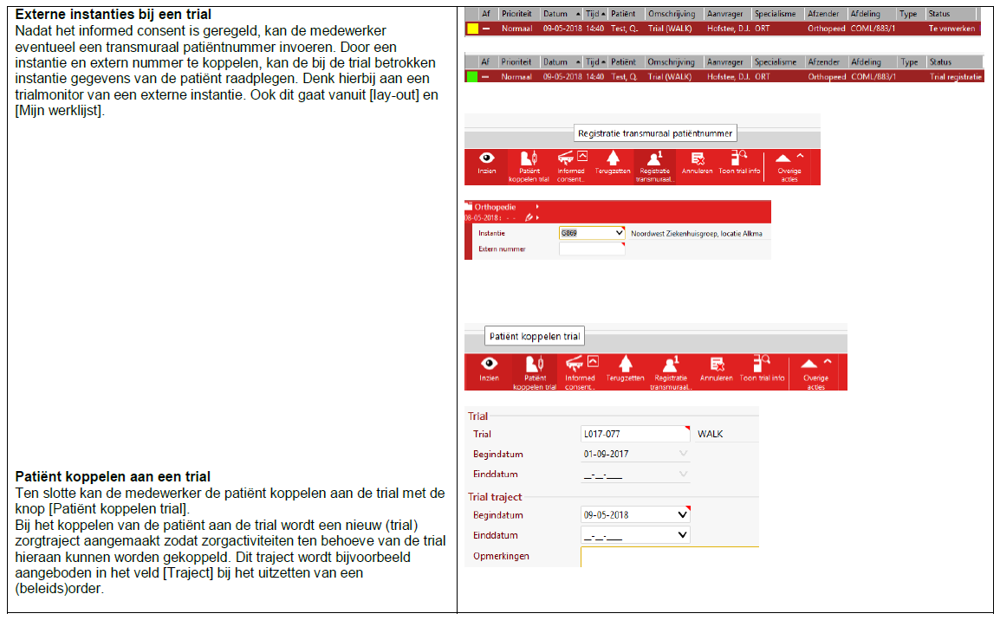 Externe instanties bij een trial
Nadat het informed consent is geregeld, kan de medewerker
eventueel een transmuraal patiëntnummer invoeren. Door een
instantie en extern nummer te koppelen, kan de bij de trial betrokken
instantie gegevens van de patiënt raadplegen. Denk hierbij aan een
trialmonitor van een externe instantie. Ook dit gaat vanuit [lay-out] en
[Mijn werklijst].
Patiënt koppelen aan een trial
Ten slotte kan de medewerker de patiënt koppelen aan de trial met de
knop [Patiënt koppelen trial].
Bij het koppelen van de patiënt aan de trial wordt een nieuw (trial)
zorgtraject aangemaakt zodat zorgactiviteiten ten behoeve van de trial
hieraan kunnen worden gekoppeld. Dit traject wordt bijvoorbeeld
aangeboden in het veld [Traject] bij het uitzetten van een
(beleids)order.
Af Prioriteit Datum Tijd Patiënt Omschrijving Aanvrager Specialisme Afzender Afdeling Type Status
Normaal 09-05-2018 14:40 Test, Q. Trial (WALK) Hofstee, D.J. ORT Orthopeed COML/883/1 Te verwerken
Af Prioriteit Datum Tijd Patiënt Omschrijving Aanvrager Specialisme Afzender Afdeling Type Status
Normaal 09-05-2018 14:40 Test, Q. Trial (WALK) Hofstee, D.J. ORT Orthopeed COML/883/1 Trial registratie
Registratie transmuraal patiëntnummer
Inzien Patiënt Informed Terugzetten Registratie Annuleren Toon trial info Overige
koppelen trial consent... transmuraal... acties
Orthopedie
08-05-2018: - -
Instantie G869 Noordwest Ziekenhuisgroep, locatie Alkma
Extern nummer
Patiënt koppelen trial
Inzien Patiënt Informed Terugzetten Registratie Annuleren Toon trial info Overige
koppelen trial consent... transmuraal... acties
Trial
Trial L017-077 WALK
Begindatum 01-09-2017
Einddatum __-__-____
Trial traject
Begindatum 09-05-2018
Einddatum __-__-____
Opmerkingen